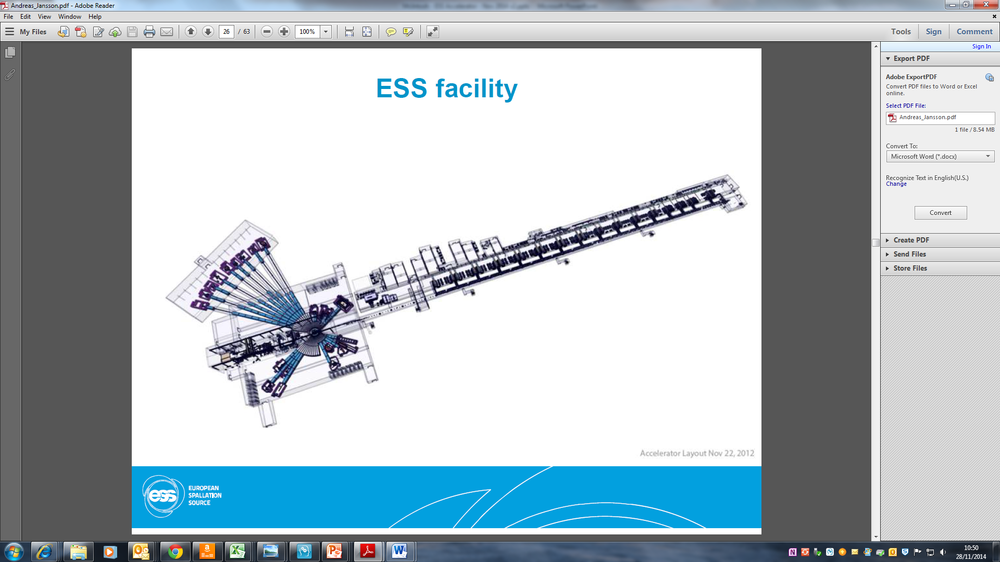 Andreas_Jansson.pdf - Adobe Reader
File Edit View Window Help
My Files
26 / 63
100%
Tools Sign Comment
Sign In
Export PDF
Adobe ExportPDF
Convert PDF files to Word or Excel
online.
Select PDF File:
Andreas_Jansson.pdf
1 file / 8.54 MB
Convert To:
Microsoft Word (*.docx)
Recognize Text in English(U.S.)
Change
Convert
Create PDF
Send Files
Store Files
ESS facility
Accelerator Layout Nov 22, 2012
ess
EUROPEAN
SPALLATION
SOURCE
10:50
28/11/2014